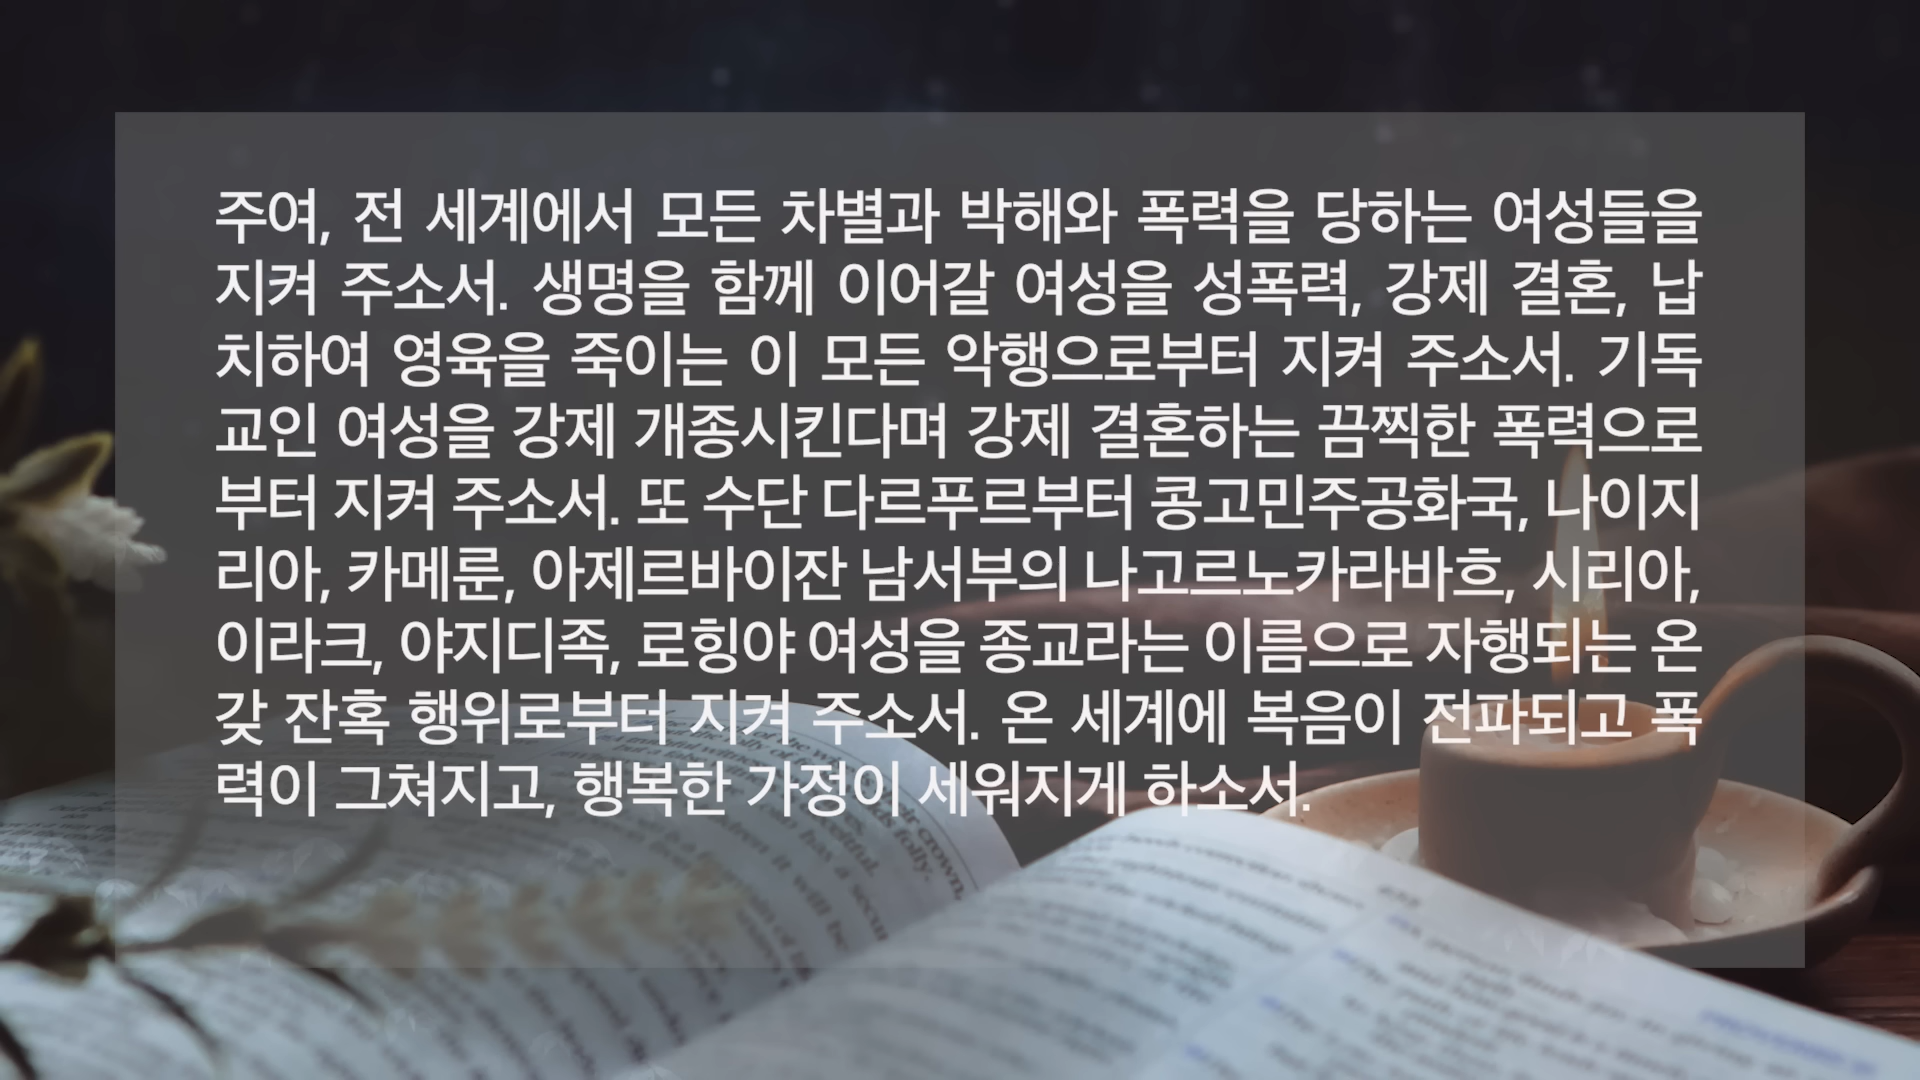 주여, 전 세계에서 모든 차별과 박해와 폭력을 당하는 여성들을
지켜 주소서. 생명을 함께 이어갈 여성을 성폭력, 강제 결혼, 납
치하여 영육을 죽이는 이 모든 악행으로부터 지켜 주소서. 기독
교인 여성을 강제 개종시킨다며 강제 결혼하는 끔찍한 폭력으로
부터 지켜 주소서. 또 수단 다르푸르부터 콩고민주공화국, 나이지
리아, 카메룬, 아제르바이잔 남서부의 나고르노카라바흐, 시리아,
이라크, 야지디족, 로힝야 여성을 종교라는 이름으로 자행되는 온
갖 잔혹 행위로부터 지켜 주소서. 온 세계에 복음이 전파되고 폭
력이 그쳐지고, 행복한 가정이 세워지게 하소서.